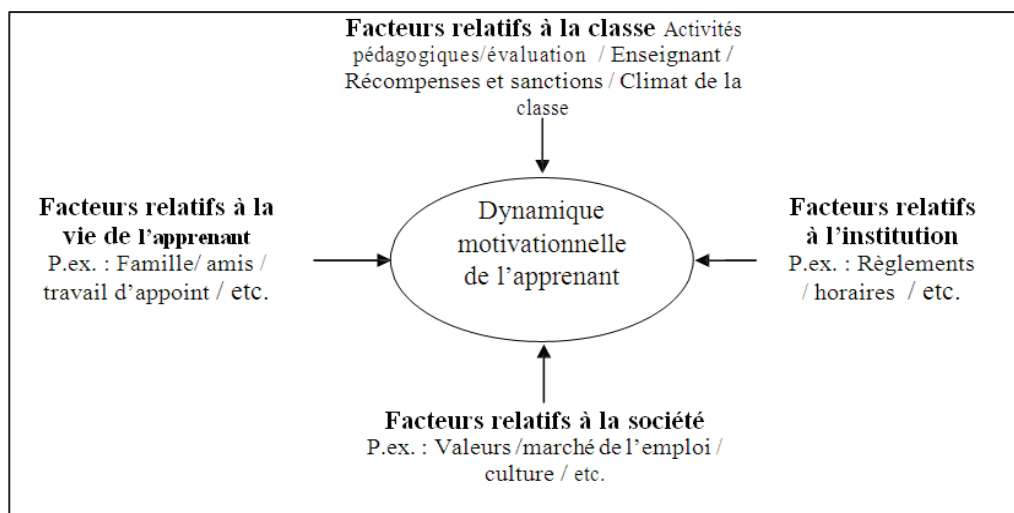 Facteurs relatifs à la classe Activités
pédagogiques/évaluation / Enseignant /
Récompenses et sanctions / Climat de la
classe
Facteurs relatifs à la
vie de l'apprenant
P.ex. : Famille/ amis /
travail d'appoint / etc.
Dynamique
motivationnelle
de l'apprenant
Facteurs relatifs
à l'institution
P.ex. : Règlements
/ horaires / etc.
Facteurs relatifs à la société
P.ex. : Valeurs /marché de l'emploi /
culture / etc.